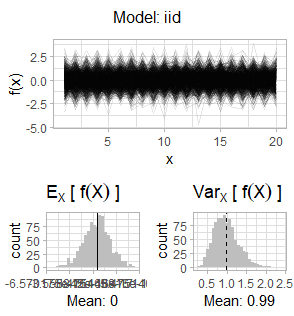 Model: iid
f(x)
2.5
0.0
-2.5
-5.0
5
10
15
20
x
E_X [ f(X) ]
Var_X [ f(X) ]
count
75
50
25
0
Mean: 0
count
75
50
25
0
0.5 1.0 1.5 2.0 2.5
Mean: 0.99